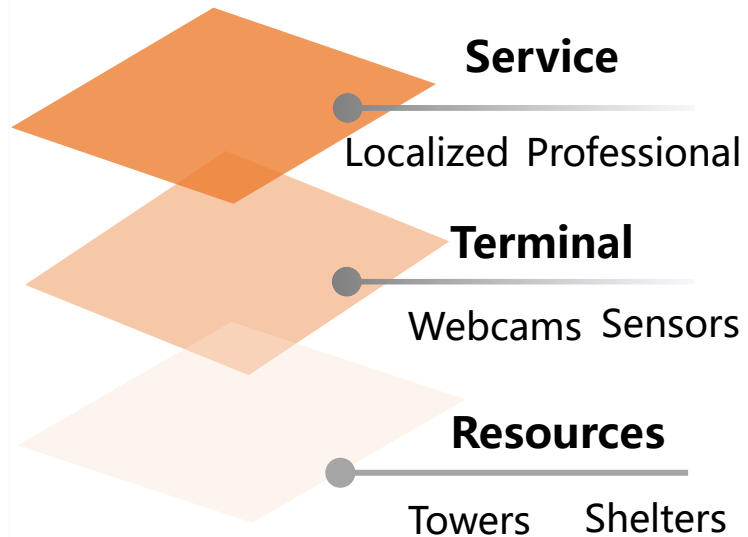 Service
Localized Professional
Terminal
Webcams Sensors
Resources
Towers Shelters